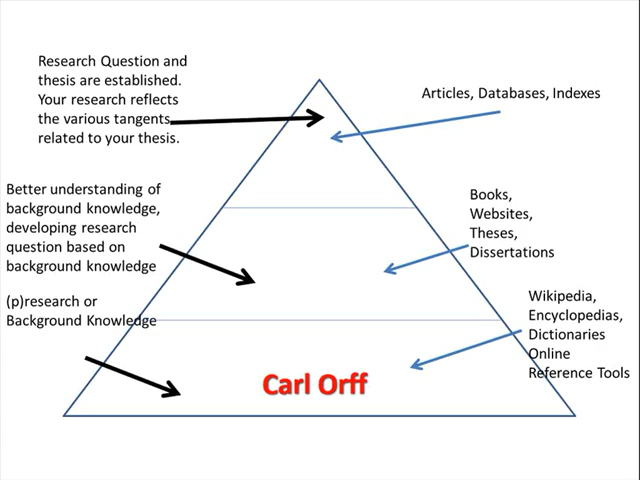 Research Question and
thesis are established.
Your research reflects
the various tangents
related to your thesis.
Articles, Databases, Indexes
Better understanding of
background knowledge,
developing research
question based on
background knowledge
Books,
Websites,
Theses,
Dissertations
(p)research or
Background Knowledge
Wikipedia,
Encyclopedias,
Dictionaries
Online
Reference Tools
Carl Orff